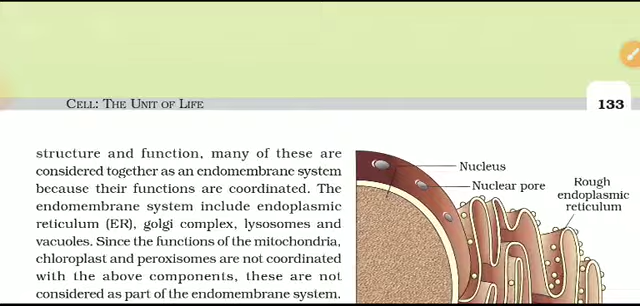 CELL: THE UNIT OF LIFE
133
structure and function, many of these are
considered together as an endomembrane system
because their functions are coordinated. The
endomembrane system include endoplasmic
reticulum (ER), golgi complex, lysosomes and
vacuoles. Since the functions of the mitochondria,
chloroplast and peroxisomes are not coordinated
with the above components, these are not
considered as part of the endomembrane system.
Nucleus
Nuclear pore
Rough
endoplasmic
reticulum